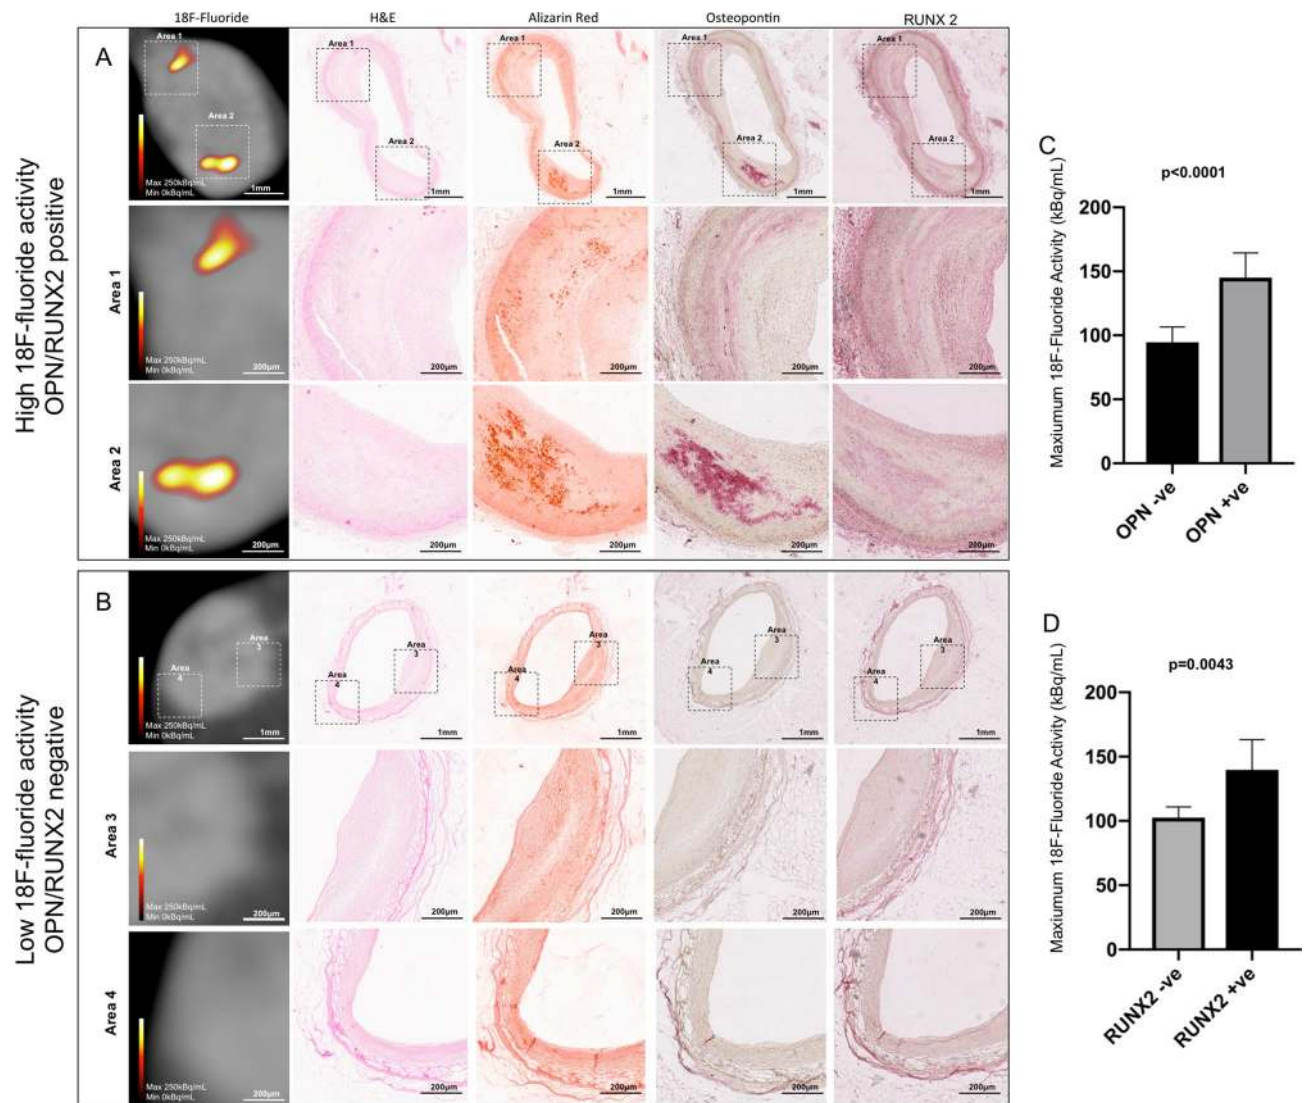 18F-Fluoride
H&E
Alizarin Red
Osteopontin
RUNX 2
High 18F-fluoride activity
OPN/RUNX2 positive
A
Area 1
Area 2
Max 250kBq/mL
Min 0kBq/mL
1mm
Area 1
Area 2
1mm
Area 1
Area 2
1mm
Area 2
1mm
Area 1
Area 2
1mm
Area 1
Max 250kBq/mL
Min 0kBq/mL
200µm
200µm
200µm
200µm
200µm
Area 2
Max 250kBq/mL
Min 0kBq/mL
200µm
200µm
200µm
200µm
200µm
Low 18F-fluoride activity
OPN/RUNX2 negative
B
Area
3
Area
4
Max 250kBq/mL
Min 0kBq/mL
1mm
Area
3
Area
4
1mm
Area
3
Area
4
1mm
Area
3
Area
4
1mm
Area
3
Area
4
1mm
Area 3
Max 250kBq/mL
Min 0kBq/mL
200µm
200µm
200µm
200µm
200µm
Area 4
Max 250kBq/mL
Min 0kBq/mL
200µm
200µm
200µm
200µm
200µm
C
p<0.0001
Maxiumum 18F-Fluoride Activity (kBq/mL)
200
150
100
50
0
OPN -ve
OPN +ve
D
p=0.0043
Maxiumum 18F-Fluoride Activity (kBq/mL)
200
150
100
50
0
RUNX2 -ve
RUNX2 +ve